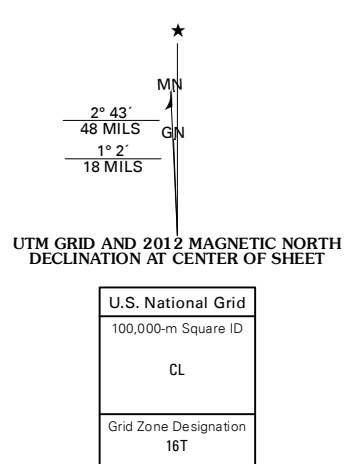 ★
MN
2° 43´
48 MILS
GN
1° 2´
18 MILS
UTM GRID AND 2012 MAGNETIC NORTH
DECLINATION AT CENTER OF SHEET
U.S. National Grid
100,000-m Square ID
CL
Grid Zone Designation
16T